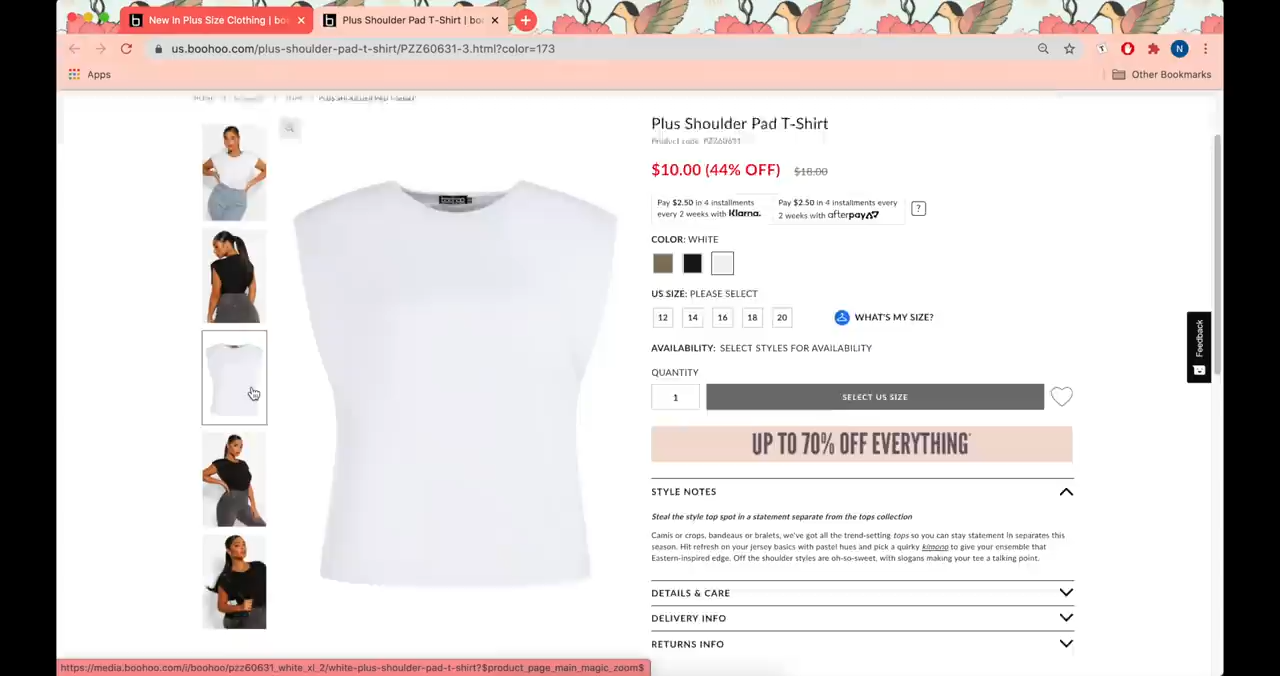 New In Plus Size Clothing | bo
Plus Shoulder Pad T-Shirt | boo
us.boohoo.com/plus-shoulder-pad-t-shirt/PZZ60631-3.html?color=173
N
Apps
Other Bookmarks
Plus Shoulder Pad T-Shirt
Product code: PZZ60631
$10.00 (44% OFF) $18.00
Pay $2.50 in 4 installments
every 2 weeks with Klarna.
Pay $2.50 in 4 installments every
2 weeks with afterpay
?
COLOR: WHITE
US SIZE: PLEASE SELECT
12 14 16 18 20
WHAT'S MY SIZE?
AVAILABILITY: SELECT STYLES FOR AVAILABILITY
QUANTITY
1
SELECT US SIZE
UP TO 70% OFF EVERYTHING*
STYLE NOTES
Steal the style top spot in a statement separate from the tops collection
Camis or crops, bandeaus or bralets, we've got all the trend-setting tops so you can stay statement in separates this
season. Hit refresh on your jersey basics with pastel hues and pick a quirky kimono to give your ensemble that
Eastern-inspired edge. Off the shoulder styles are oh-so-sweet, with slogans making your tee a talking point.
DETAILS & CARE
DELIVERY INFO
RETURNS INFO
Feedback
boohoo
https://media.boohoo.com/i/boohoo/pzz60631_white_xl_2/white-plus-shoulder-pad-t-shirt?$product_page_main_magic_zoom$